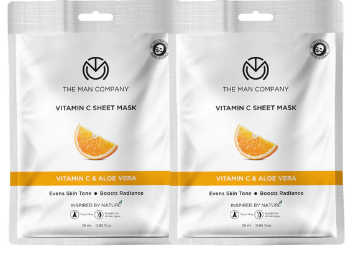 THE MAN COMPANY
VITAMIN C SHEET MASK
VITAMIN C & ALOE VERA
Evens Skin Tone ● Boosts Radiance
INSPIRED BY NATURE
25 ml
THE MAN COMPANY
VITAMIN C SHEET MASK
VITAMIN C & ALOE VERA
Evens Skin Tone ● Boosts Radiance
INSPIRED BY NATURE
25 ml